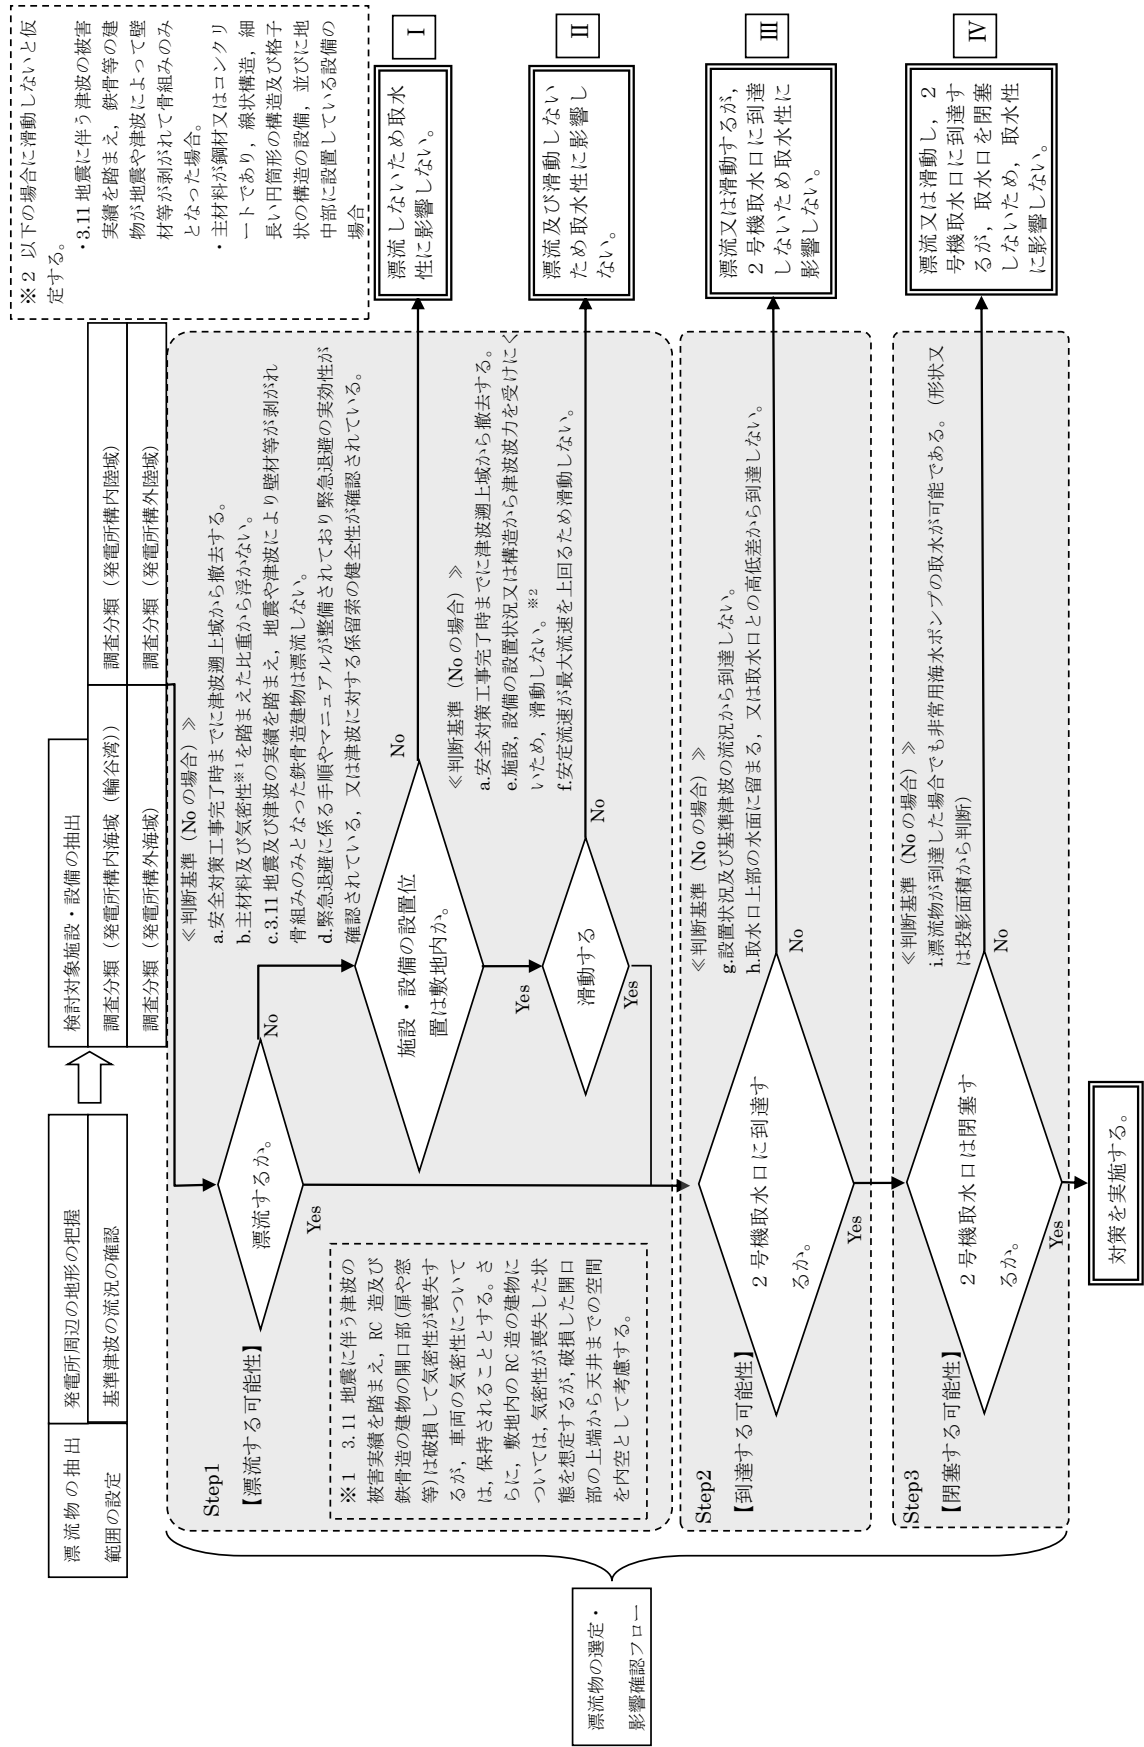 漂流物の抽出
範囲の設定
発電所周辺の地形の把握
基準津波の流況の確認
検討対象施設・設備の抽出
調査分類（発電所構内海域（輪谷湾））
調査分類（発電所構内陸域）
調査分類（発電所構外海域）
調査分類（発電所構外陸域）
※２ 以下の場合に滑動しないと仮
定する。
・3.11 地震に伴う津波の被害
実績を踏まえ，鉄骨等の建
物が地震や津波によって壁
材等が剥がれて骨組みのみ
となった場合。
・主材料が鋼材又はコンクリ
ートであり，線状構造，細
長い円筒形の構造及び格子
状の構造の設備，並びに地
中部に設置している設備の
場合
漂流物の選定・
影響確認フロー
Step1
【漂流する可能性】
漂流するか。
Yes
No
≪判断基準（No の場合）≫
a.安全対策工事完了時までに津波遡上域から撤去する。
b.主材料及び気密性※1を踏まえた比重から浮かない。
c.3.11 地震及び津波の実績を踏まえ，地震や津波により壁材等が剥がれ
骨組みのみとなった鉄骨造建物は漂流しない。
d.緊急退避に係る手順やマニュアルが整備されており緊急退避の実効性が
確認されている，又は津波に対する係留索の健全性が確認されている。
※１ 3.11 地震に伴う津波の
被害実績を踏まえ，RC 造及び
鉄骨造の建物の開口部（扉や窓
等）は破損して気密性が喪失す
るが，車両の気密性について
は，保持されることとする。さ
らに，敷地内の RC 造の建物に
ついては，気密性が喪失した状
態を想定するが，破損した開口
部の上端から天井までの空間
を内空として考慮する。
施設・設備の設置位
置は敷地内か。
No
Yes
漂流しないため取水
性に影響しない。
Ⅰ
≪判断基準（No の場合）≫
a.安全対策工事完了時までに津波遡上域から撤去する。
e.施設，設備の設置状況又は構造から津波波力を受けにく
いため，滑動しない。※2
f.安定流速が最大流速を上回るため滑動しない。
滑動する
No
Yes
漂流及び滑動しない
ため取水性に影響し
ない。
Ⅱ
Step2
【到達する可能性】
２号機取水口に到達す
るか。
Yes
No
≪判断基準（No の場合）≫
g.設置状況及び基準津波の流況から到達しない。
h.取水口上部の水面に留まる，又は取水口との高低差から到達しない。
漂流又は滑動するが，
２号機取水口に到達
しないため取水性に
影響しない。
Ⅲ
Step3
【閉塞する可能性】
２号機取水口は閉塞す
るか。
Yes
No
≪判断基準（No の場合）≫
i.漂流物が到達した場合でも非常用海水ポンプの取水が可能である。（形状又
は投影面積から判断）
漂流又は滑動し，２
号機取水口に到達す
るが，取水口を閉塞
しないため，取水性
に影響しない。
Ⅳ
対策を実施する。